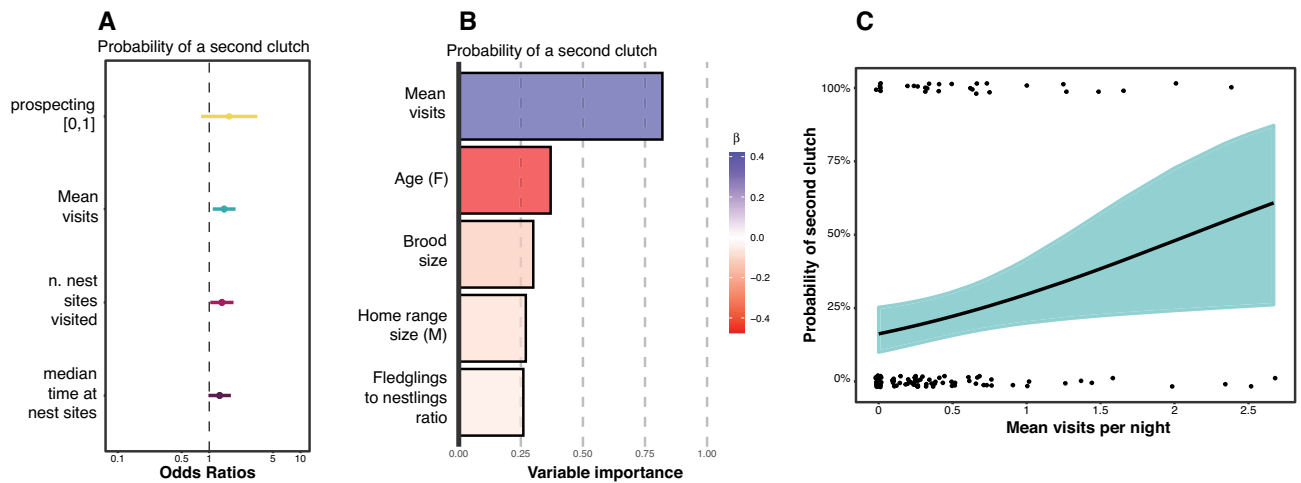 A
Probability of a second clutch
prospecting
[0,1]
Mean
visits
n. nest
sites
visited
median
time at
nest sites
0.1 0.5 1 5 10
Odds Ratios
B
Probability of a second clutch
Mean
visits
Age (F)
Brood
size
Home range
size (M)
Fledglings
to nestlings
ratio
0.00 0.25 0.50 0.75 1.00
Variable importance
β
0.4
0.2
0.0
−0.2
−0.4
C
Probability of second clutch
100%
75%
50%
25%
0%
0 0.5 1 1.5 2 2.5
Mean visits per night